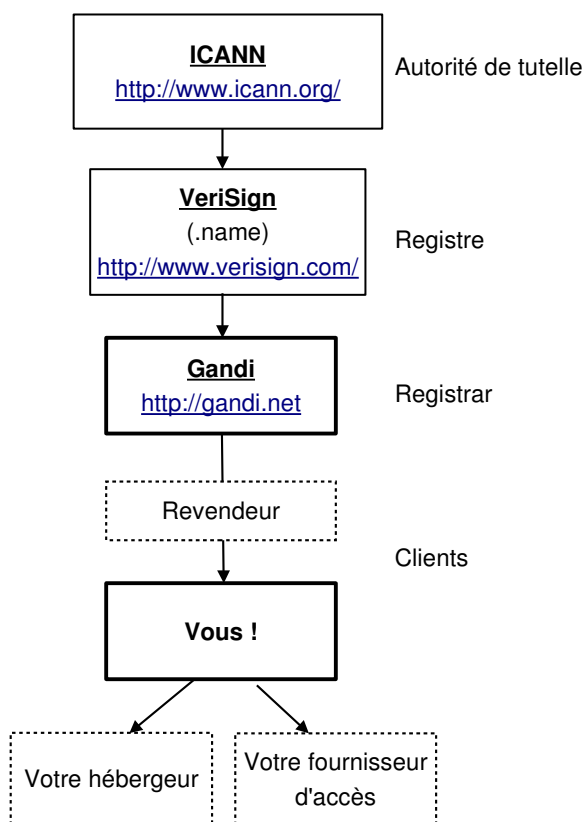 ICANN
http://www.icann.org/
Autorité de tutelle
VeriSign
(.name)
http://www.verisign.com/
Registre
Gandi
http://gandi.net
Registrar
Revendeur
Clients
Vous !
Votre hébergeur
Votre fournisseur
d'accès